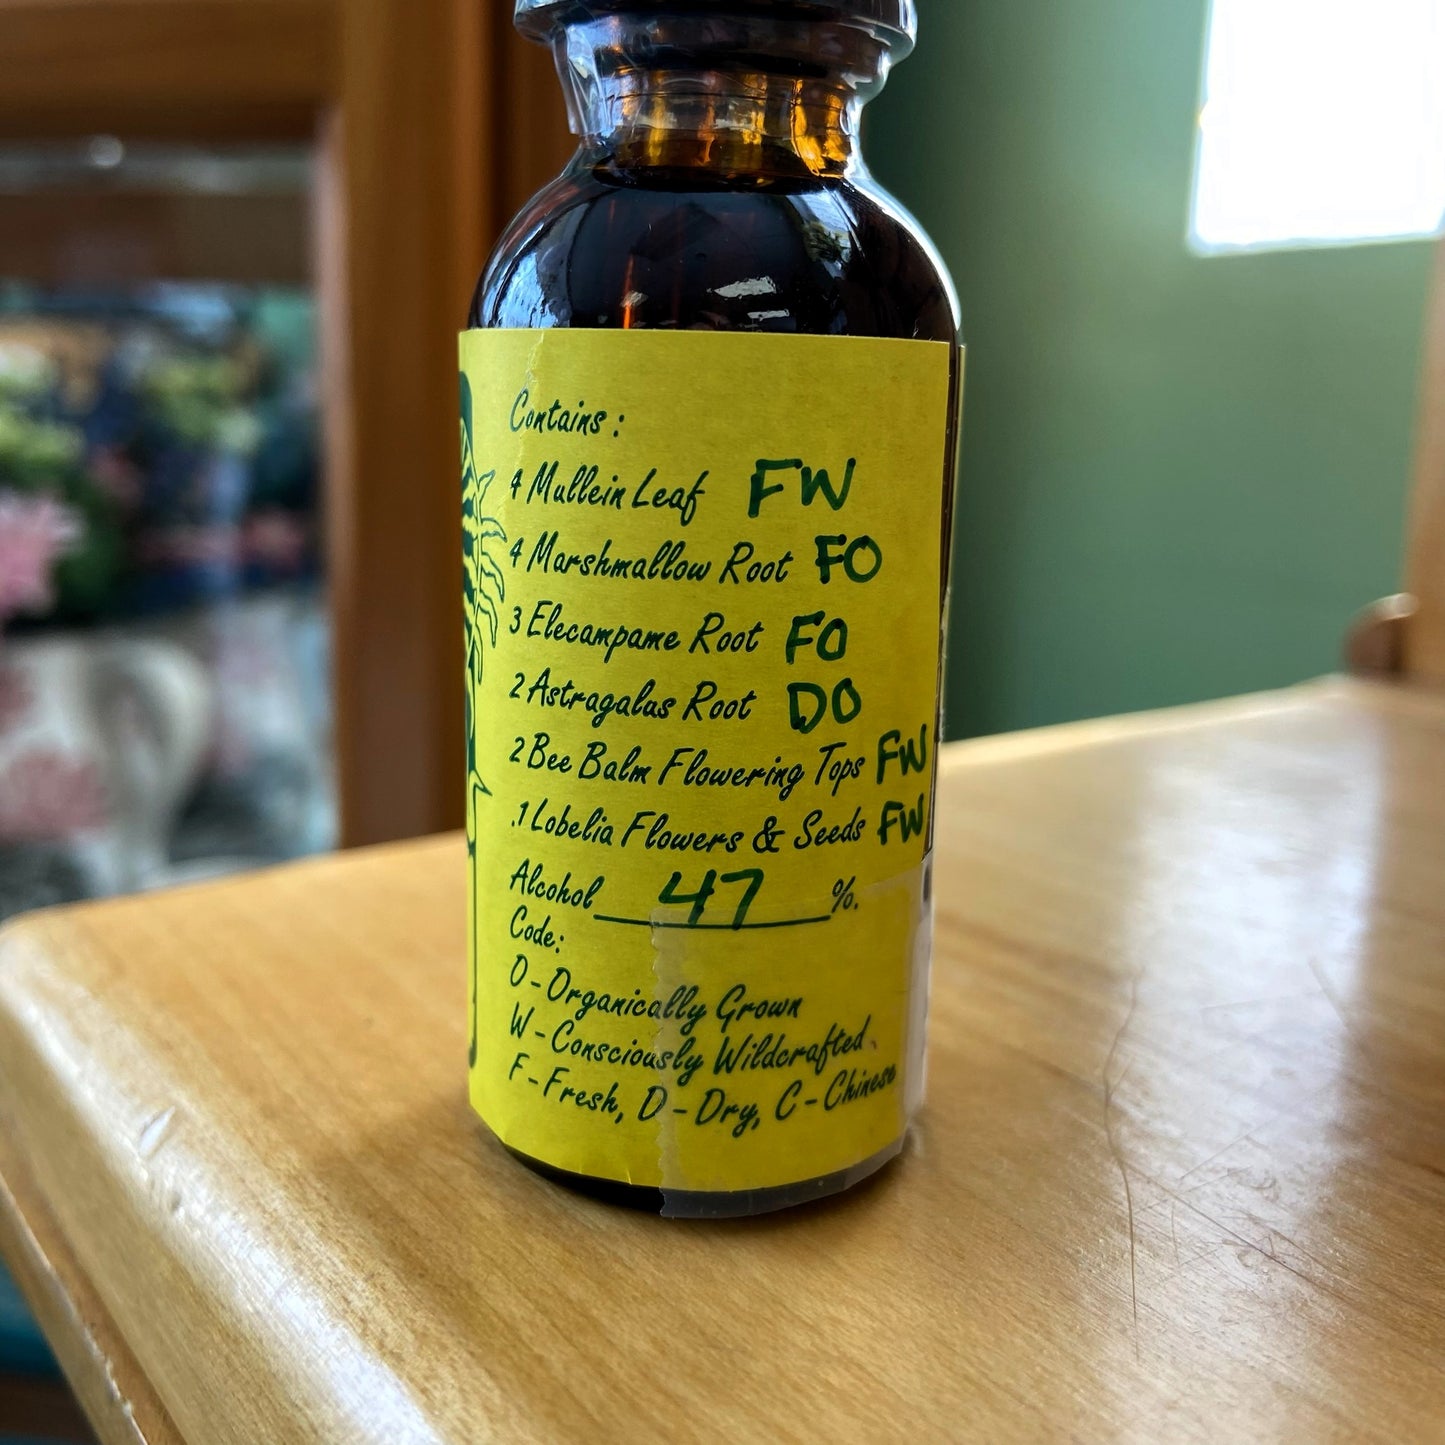 Contains :
4 Mullein Leaf FW
4 Marshmallow Root FO
3 Elecampame Root FO
2 Astragalus Root DO
2 Bee Balm Flowering Tops FW
.1 Lobelia Flowers & Seeds FW
Alcohol 47 %.
Code:
O - Organically Grown
W - Consciously Wildcrafted
F - Fresh, D - Dry, C - Chinese